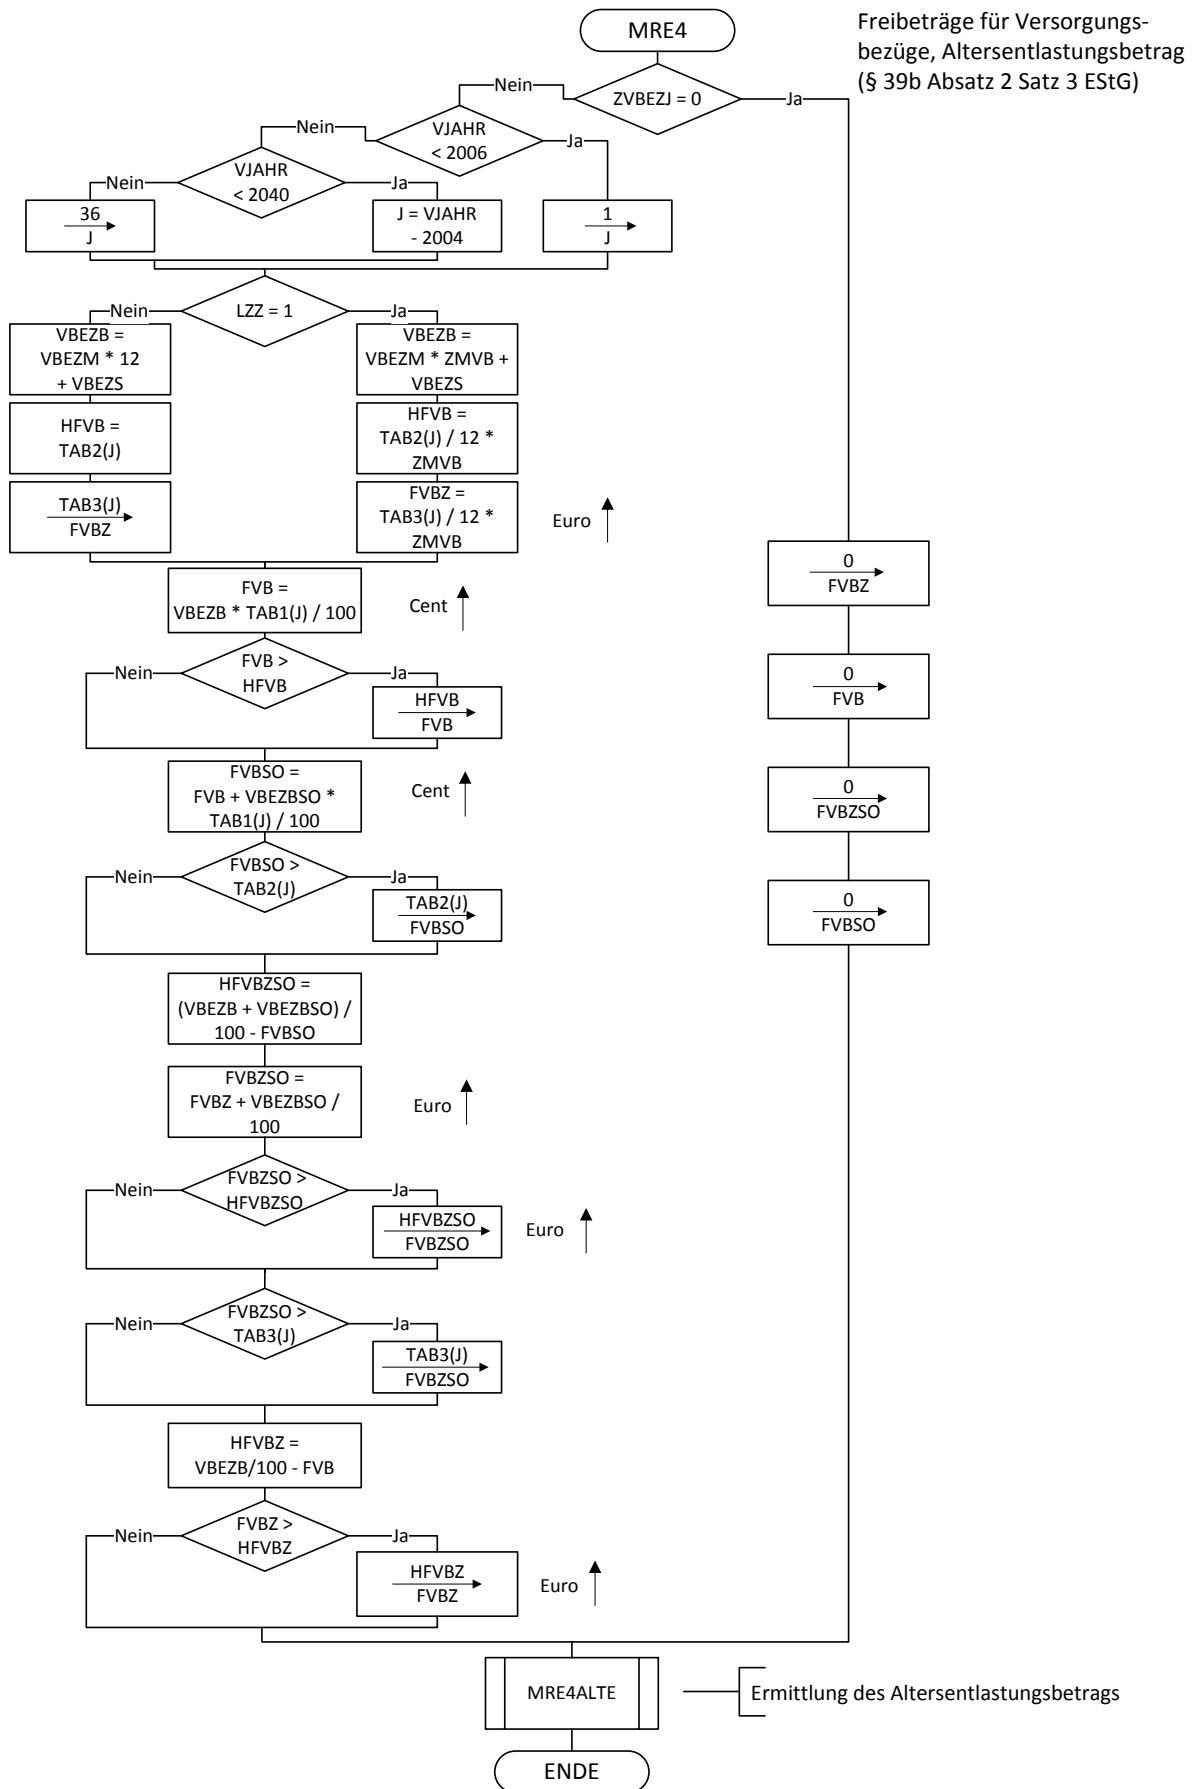 MRE4
Freibeträge für Versorgungs-
bezüge, Altersentlastungsbetrag
(§ 39b Absatz 2 Satz 3 EStG)
Nein
ZVBEZJ = 0
Ja
Nein
VJAHR
< 2006
Ja
Nein
VJAHR
< 2040
Ja
36
J
J = VJAHR
- 2004
1
J
Nein
LZZ = 1
Ja
VBEZB =
VBEZM * 12
+ VBEZS
VBEZB =
VBEZM * ZMVB +
VBEZS
HFVB =
TAB2(J)
HFVB =
TAB2(J) / 12 *
ZMVB
TAB3(J)
FVBZ
FVBZ =
TAB3(J) / 12 *
ZMVB
Euro
0
FVBZ
FVB =
VBEZB * TAB1(J) / 100
Cent
Nein
FVB >
HFVB
Ja
HFVB
FVB
0
FVB
FVBSO =
FVB + VBEZBSO *
TAB1(J) / 100
Cent
0
FVBZSO
Nein
FVBSO >
TAB2(J)
Ja
TAB2(J)
FVBSO
0
FVBSO
HFVBZSO =
(VBEZB + VBEZBSO) /
100 - FVBSO
FVBZSO =
FVBZ + VBEZBSO /
100
Euro
Nein
FVBZSO >
HFVBZSO
Ja
HFVBZSO
FVBZSO
Euro
Nein
FVBZSO >
TAB3(J)
Ja
TAB3(J)
FVBZSO
HFVBZ =
VBEZB/100 - FVB
Nein
FVBZ >
HFVBZ
Ja
HFVBZ
FVBZ
Euro
MRE4ALTE
Ermittlung des Altersentlastungsbetrags
ENDE